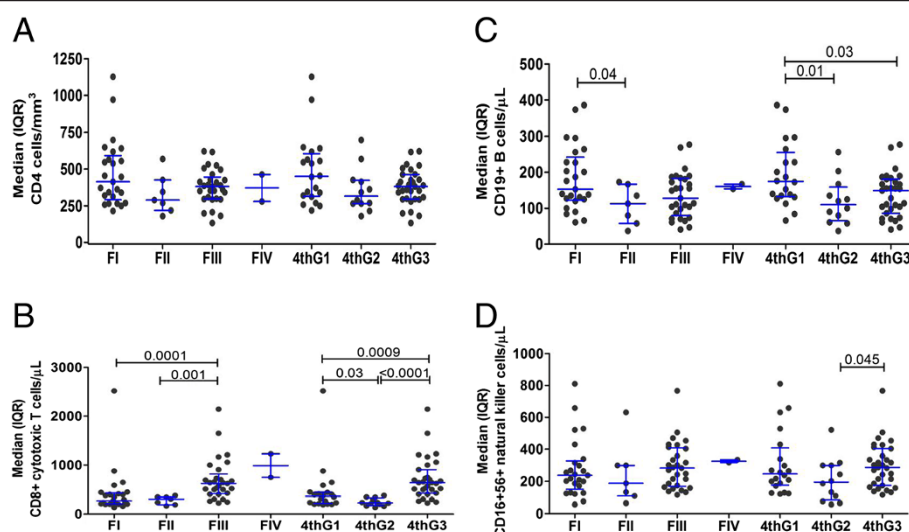 A
Median (IQR)
CD4 cells/mm³
1250
1000
750
500
250
0
FI FII FIII FIV 4thG1 4thG2 4thG3
C
Median (IQR)
CD19+ B cells/µL
500
400
300
200
100
0
0.04
0.03
0.01
FI FII FIII FIV 4thG1 4thG2 4thG3
B
Median (IQR)
CD8+ cytotoxic T cells/µL
3000
2000
1000
0
0.0001
0.001
0.0009
0.03 <0.0001
FI FII FIII FIV 4thG1 4thG2 4thG3
D
Median (IQR)
CD16+56+ natural killer cells/µL
1000
800
600
400
200
0
0.045
FI FII FIII FIV 4thG1 4thG2 4thG3